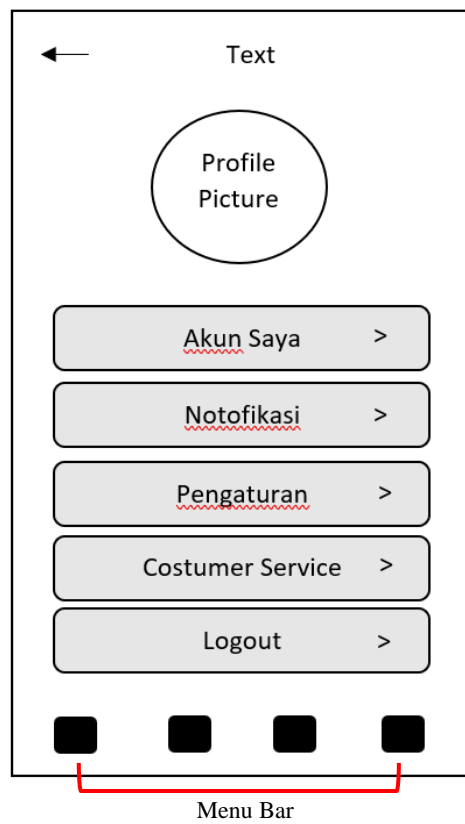 Text
Profile
Picture
Akun Saya >
Notofikasi >
Pengaturan >
Costumer Service >
Logout >
Menu Bar